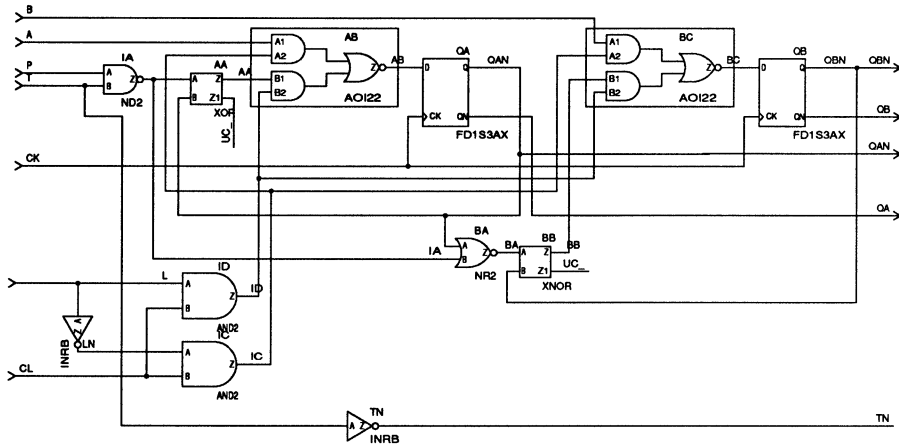 B
A
P
T
IA
A
B
Z
ND2
AA
A
B
Z
Z1
XOR
UC_
AA
AB
A1
A2
B1
B2
Z
AOI22
AB
QA
D
Q
CK
QN
FD1S3AX
QAN
BC
A1
A2
B1
B2
Z
AOI22
BC
QB
D
Q
CK
QN
FD1S3AX
QBN
QBN
QB
QAN
QA
CK
IA
BA
A
B
Z
NR2
BA
BB
A
B
Z
Z1
XNOR
BB
UC_
L
ID
A
B
Z
AND2
ID
A
Z
INRB
LN
IC
A
B
Z
AND2
IC
CL
TN
A
Z
INRB
TN